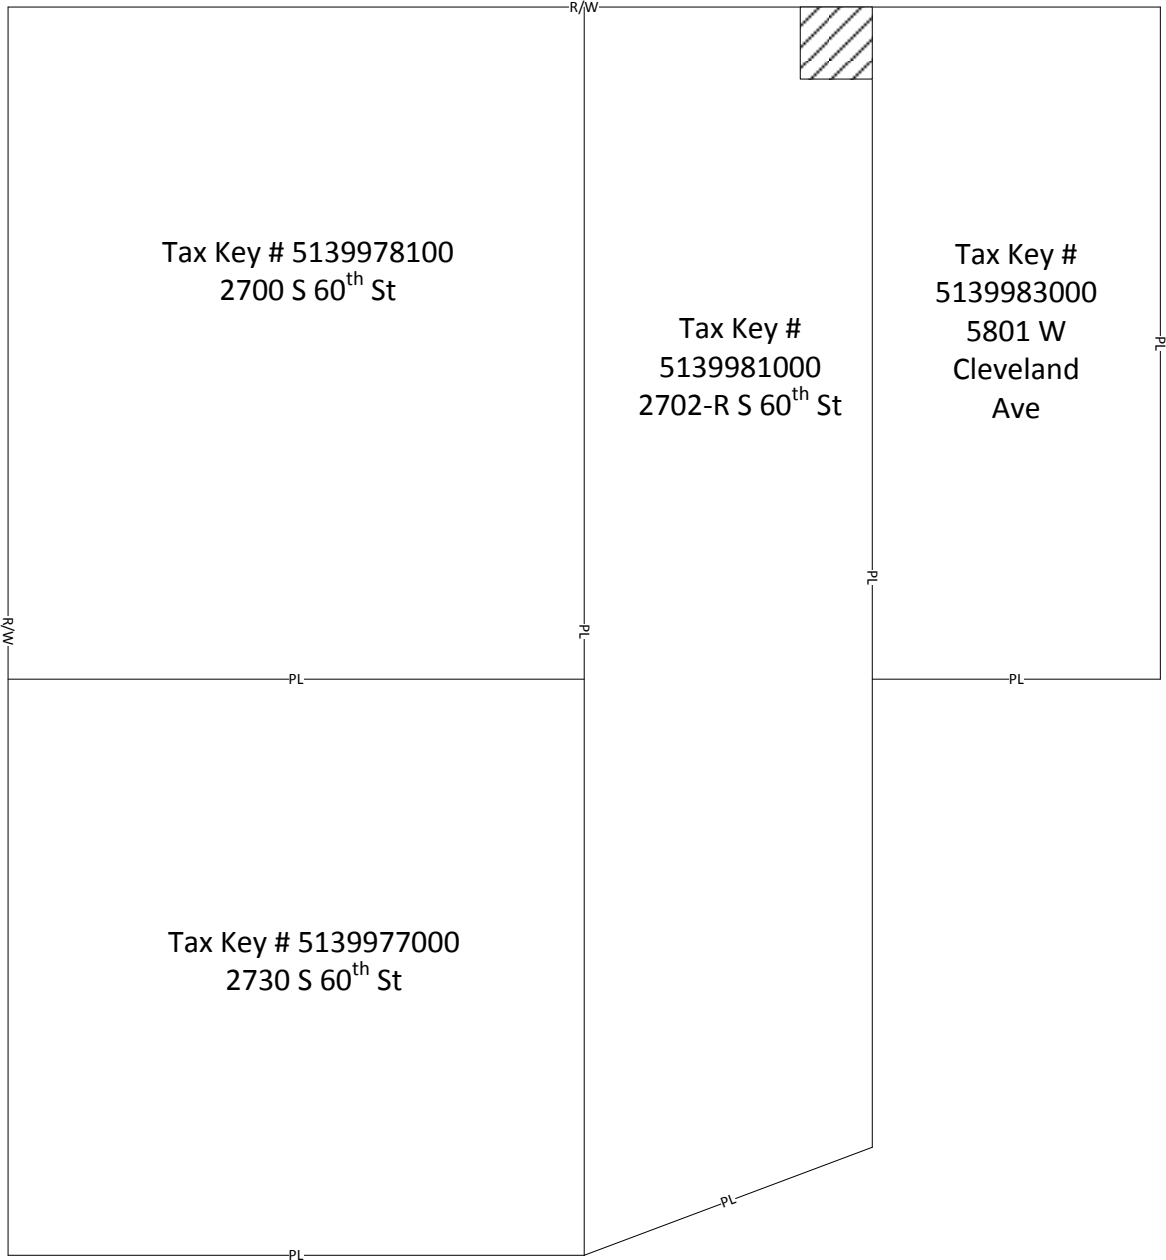 R/W
Tax Key # 5139978100
2700 S 60th St
Tax Key #
5139981000
2702-R S 60th St
Tax Key #
5139983000
5801 W
Cleveland
Ave
PL
PL
R/W
PL
PL
PL
Tax Key # 5139977000
2730 S 60th St
PL
PL